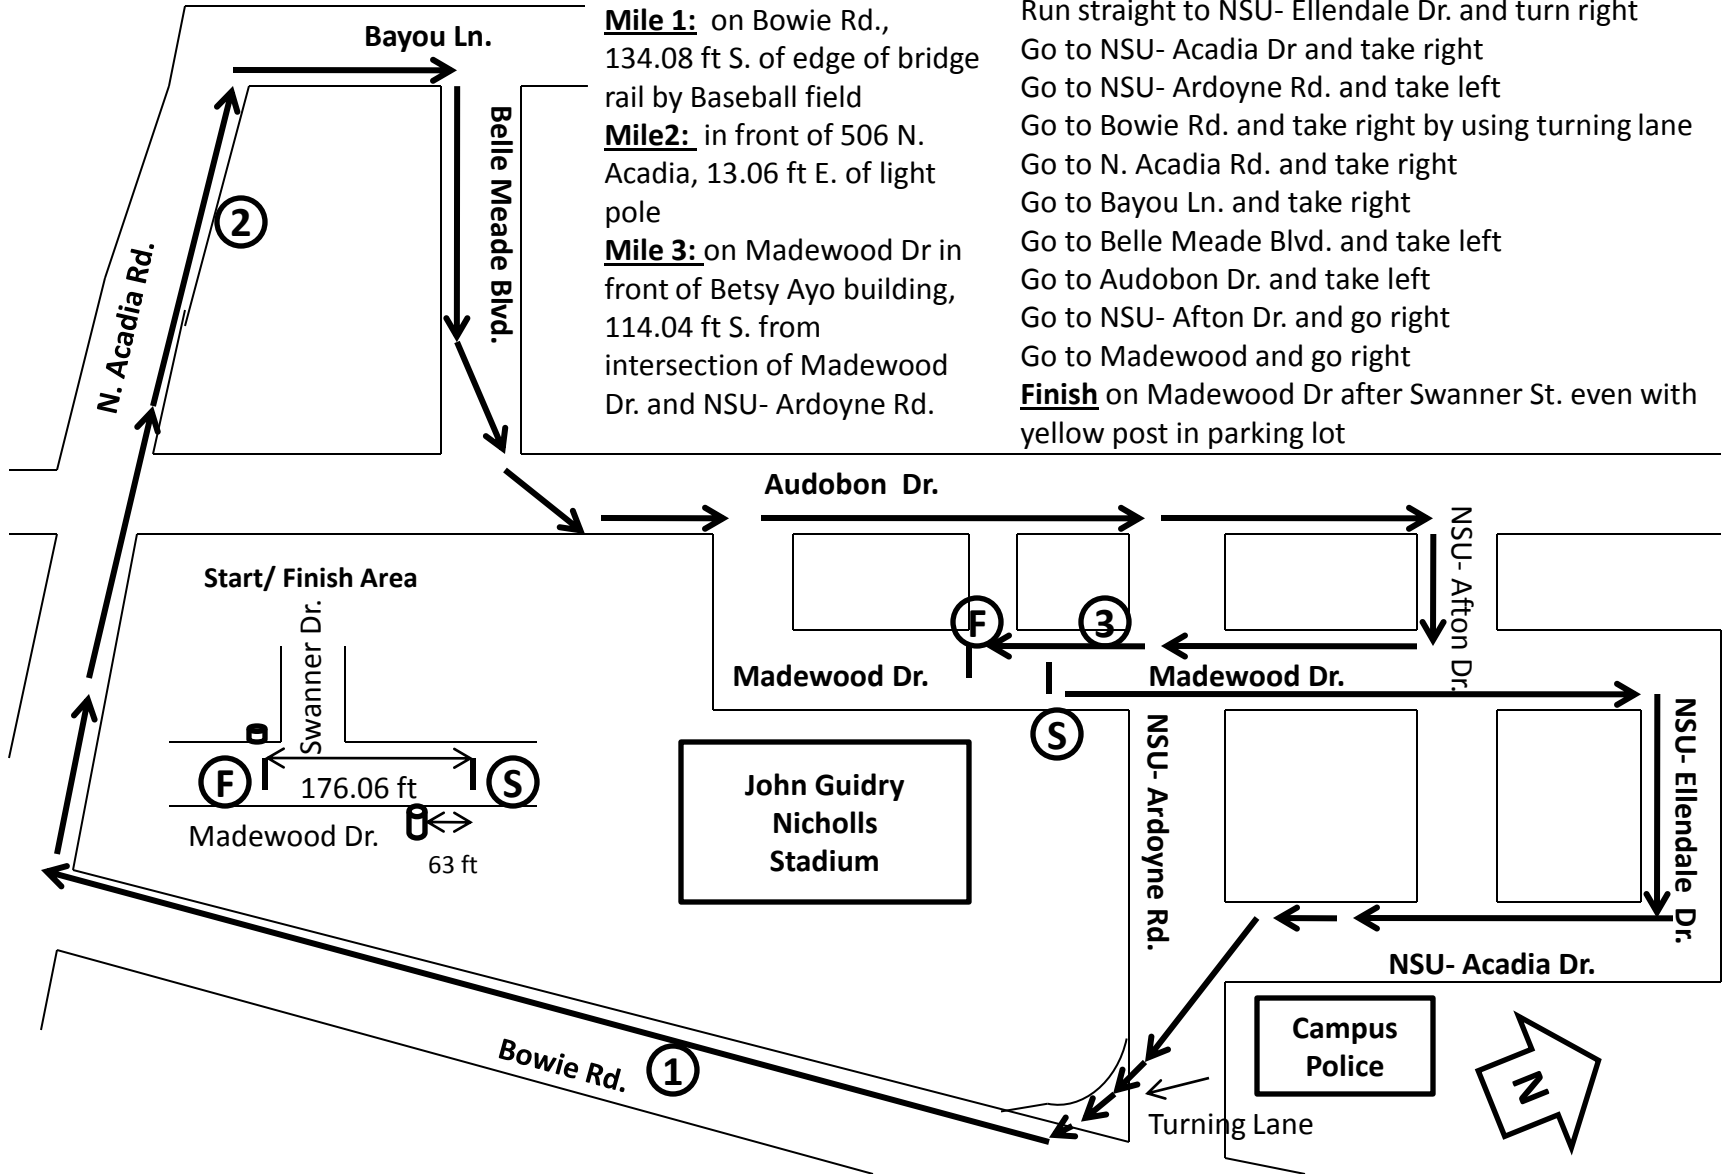 Mile 1: on Bowie Rd.,
134.08 ft S. of edge of bridge
rail by Baseball field
Mile2: in front of 506 N.
Acadia, 13.06 ft E. of light
pole
Mile 3: on Madewood Dr in
front of Betsy Ayo building,
114.04 ft S. from
intersection of Madewood
Dr. and NSU- Ardoyne Rd.
Run straight to NSU- Ellendale Dr. and turn right
Go to NSU- Acadia Dr and take right
Go to NSU- Ardoyne Rd. and take left
Go to Bowie Rd. and take right by using turning lane
Go to N. Acadia Rd. and take right
Go to Bayou Ln. and take right
Go to Belle Meade Blvd. and take left
Go to Audobon Dr. and take left
Go to NSU- Afton Dr. and go right
Go to Madewood and go right
Finish on Madewood Dr after Swanner St. even with
yellow post in parking lot
Bayou Ln.
Belle Meade Blvd.
2
N. Acadia Rd.
Audobon Dr.
NSU- Afton Dr.
Start/ Finish Area
Swanner Dr.
F
176.06 ft
S
Madewood Dr.
63 ft
F
3
Madewood Dr.
Madewood Dr.
S
NSU- Ardoyne Rd.
NSU- Ellendale Dr.
John Guidry
Nicholls
Stadium
NSU- Acadia Dr.
Campus
Police
N
Bowie Rd.
1
Turning Lane